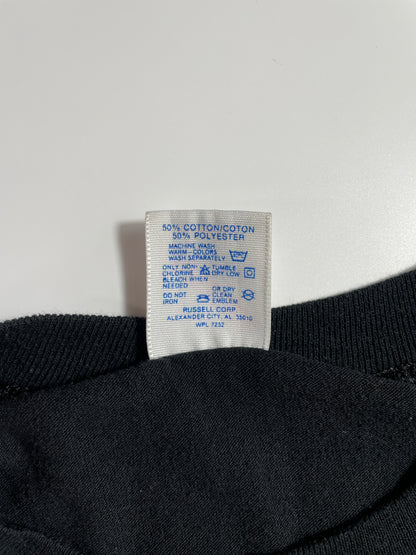 50% COTTON/COTON
50% POLYESTER
MACHINE WASH
WARM-COLORS
WASH SEPARATELY
ONLY NON- TUMBLE
CHLORINE DRY LOW
BLEACH WHEN
NEEDED OR DRY
DO NOT CLEAN
IRON EMBLEM
RUSSELL CORP.
ALEXANDER CITY, AL 35010
WPL 7232